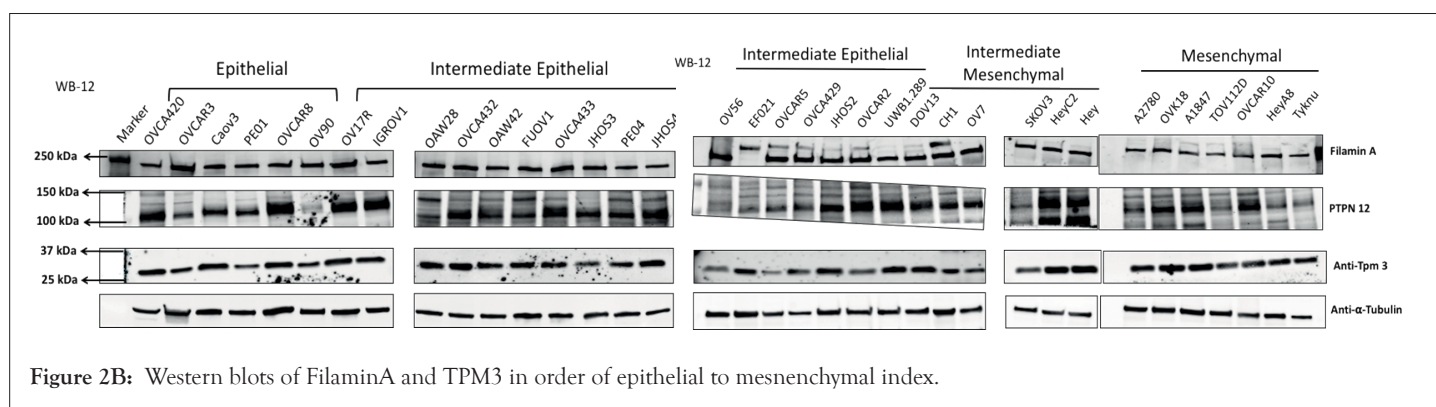 Epithelial
Intermediate Epithelial
WB-12
Marker
OVCA420
OVCAR3
Caov3
PE01
OVCAR8
OV90
OV17R
IGROV1
OAW28
OVCA432
OAW42
FUOV1
OVCA433
JHOS3
PE04
WB-12
Intermediate Epithelial
Intermediate
Mesenchymal
Mesenchymal
OV56
EF021
OVCAR5
OVCA429
JHOS2
OVCAR2
UWB1.289
DOV13
CH1
OV7
SKOV3
HeyC2
Hey
A2780
OVK18
A1847
TOV112D
OVCAR10
HeyA8
Tyknu
250 kDa
150 kDa
100 kDa
37 kDa
25 kDa
Filamin A
PTPN 12
Anti-Tpm 3
Anti-α-Tubulin
Figure 2B: Western blots of FilaminA and TPM3 in order of epithelial to mesnenchymal index.